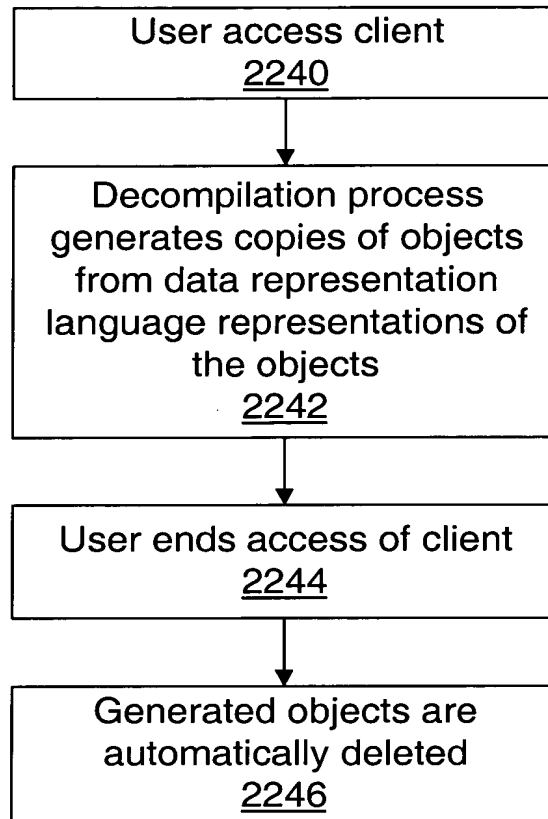 User access client
2240
Decompilation process
generates copies of objects
from data representation
language representations of
the objects
2242
User ends access of client
2244
Generated objects are
automatically deleted
2246